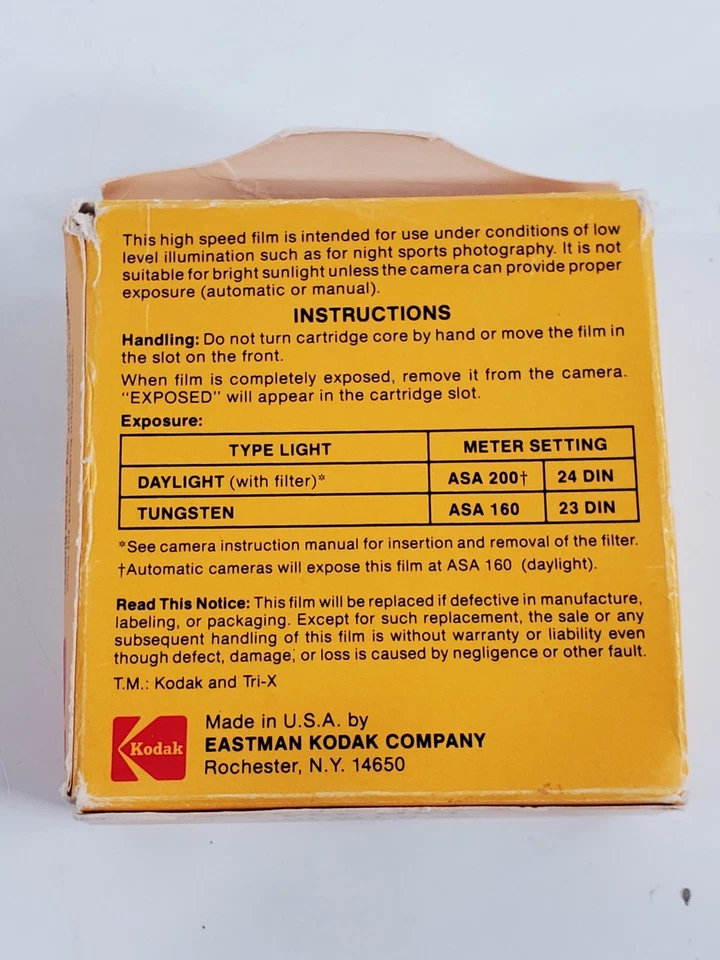 This high speed film is intended for use under conditions of low
level illumination such as for night sports photography. It is not
suitable for bright sunlight unless the camera can provide proper
exposure (automatic or manual).
INSTRUCTIONS
Handling: Do not turn cartridge core by hand or move the film in
the slot on the front.
When film is completely exposed, remove it from the camera.
"EXPOSED" will appear in the cartridge slot.
Exposure:
TYPE LIGHT METER SETTING
DAYLIGHT (with filter)* ASA 200† 24 DIN
TUNGSTEN ASA 160 23 DIN
*See camera instruction manual for insertion and removal of the filter.
†Automatic cameras will expose this film at ASA 160 (daylight).
Read This Notice: This film will be replaced if defective in manufacture,
labeling, or packaging. Except for such replacement, the sale or any
subsequent handling of this film is without warranty or liability even
though defect, damage, or loss is caused by negligence or other fault.
T.M.: Kodak and Tri-X
Kodak
Made in U.S.A. by
EASTMAN KODAK COMPANY
Rochester, N.Y. 14650